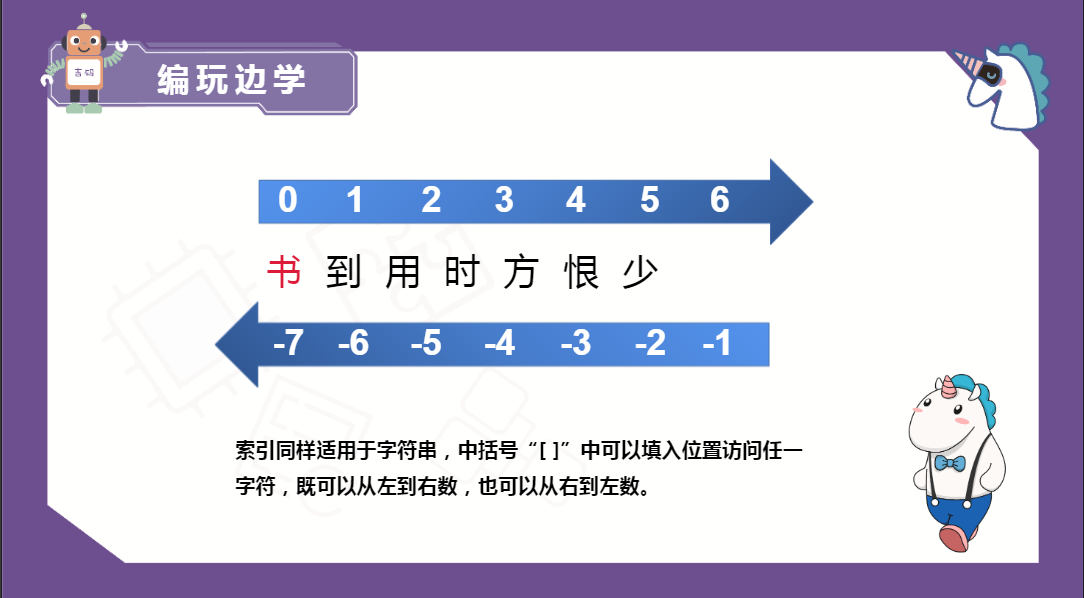 吉吗
编玩边学
0 1 2 3 4 5 6
书 到 用 时 方 恨 少
-7 -6 -5 -4 -3 -2 -1
索引同样适用于字符串，中括号“[ ]”中可以填入位置访问任一
字符，既可以从左到右数，也可以从右到左数。